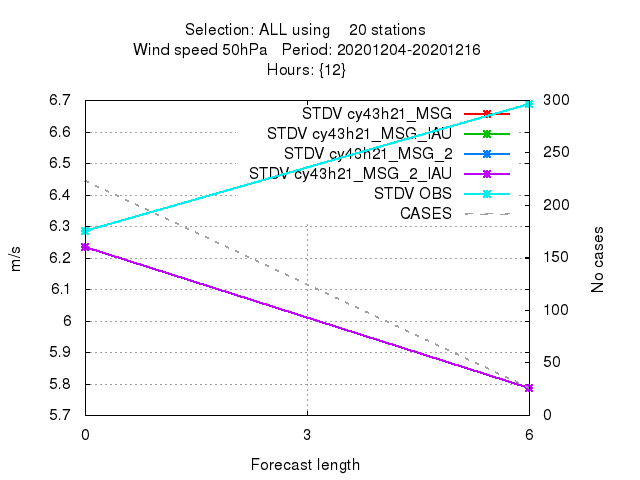 Selection: ALL using 20 stations
Wind speed 50hPa Period: 20201204-20201216
Hours: {12}
6.7
6.6
6.5
6.4
6.3
6.2
6.1
6
5.9
5.8
5.7
m/s
STDV cy43h21_MSG
STDV cy43h21_MSG_IAU
STDV cy43h21_MSG_2
STDV cy43h21_MSG_2_IAU
STDV OBS
CASES
300
250
200
150
100
50
0
No cases
0 3 6
Forecast length